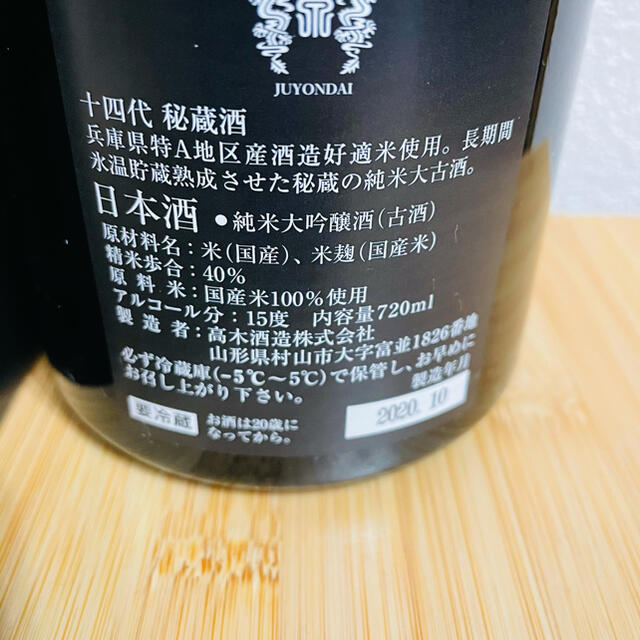 JUYONDAI
十四代 秘蔵酒
兵庫県特A地区産酒造好適米使用。長期間
氷温貯蔵熟成させた秘蔵の純米大古酒。
日本酒 ●純米大吟醸酒(古酒)
原材料名：米(国産)、米麹(国産米)
精米歩合：40%
原料米：国産米100%使用
アルコール分：15度 内容量720ml
製造者：高木酒造株式会社
山形県村山市大字富並1826番地
必ず冷蔵庫(-5℃～5℃)で保管し、お早めに
お召し上がり下さい。
製造年月
2020.10
要冷蔵
お酒は20歳に
なってから。